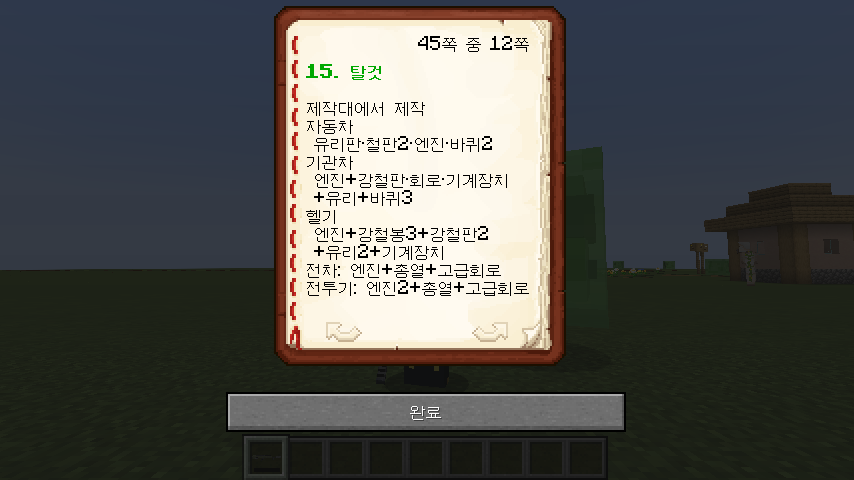 45쪽 중 12쪽
15. 탈것
제작대에서 제작
자동차
유리판·철판2·엔진·바퀴2
기관차
엔진+강철판·회로·기계장치
+유리+바퀴3
헬기
엔진+강철봉3+강철판2
+유리2+기계장치
전차: 엔진+총열+고급회로
전투기: 엔진2+총열+고급회로
완료